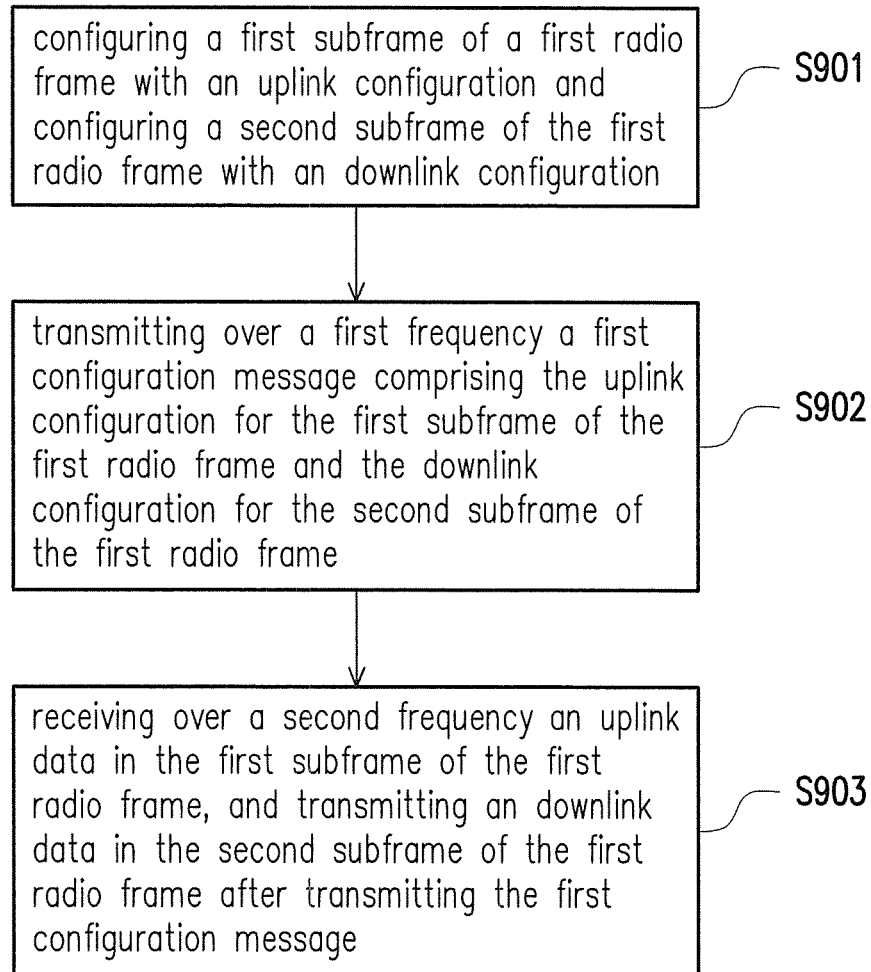 configuring a first subframe of a first radio
frame with an uplink configuration and
configuring a second subframe of the first
radio frame with an downlink configuration
S901
transmitting over a first frequency a first
configuration message comprising the uplink
configuration for the first subframe of the
first radio frame and the downlink
configuration for the second subframe of
the first radio frame
S902
receiving over a second frequency an uplink
data in the first subframe of the first
radio frame, and transmitting an downlink
data in the second subframe of the first
radio frame after transmitting the first
configuration message
S903